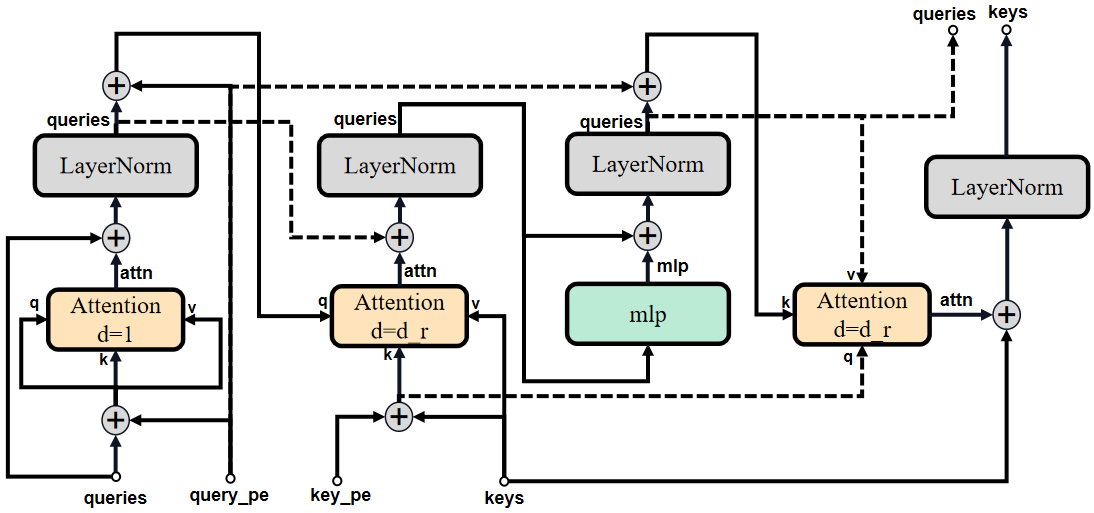 queries
keys
queries
queries
queries
LayerNorm
LayerNorm
LayerNorm
LayerNorm
attn
attn
mlp
q
Attention
d=1
v
k
q
Attention
d=d_r
v
k
mlp
v
k
Attention
d=d_r
q
attn
queries
query_pe
key_pe
keys